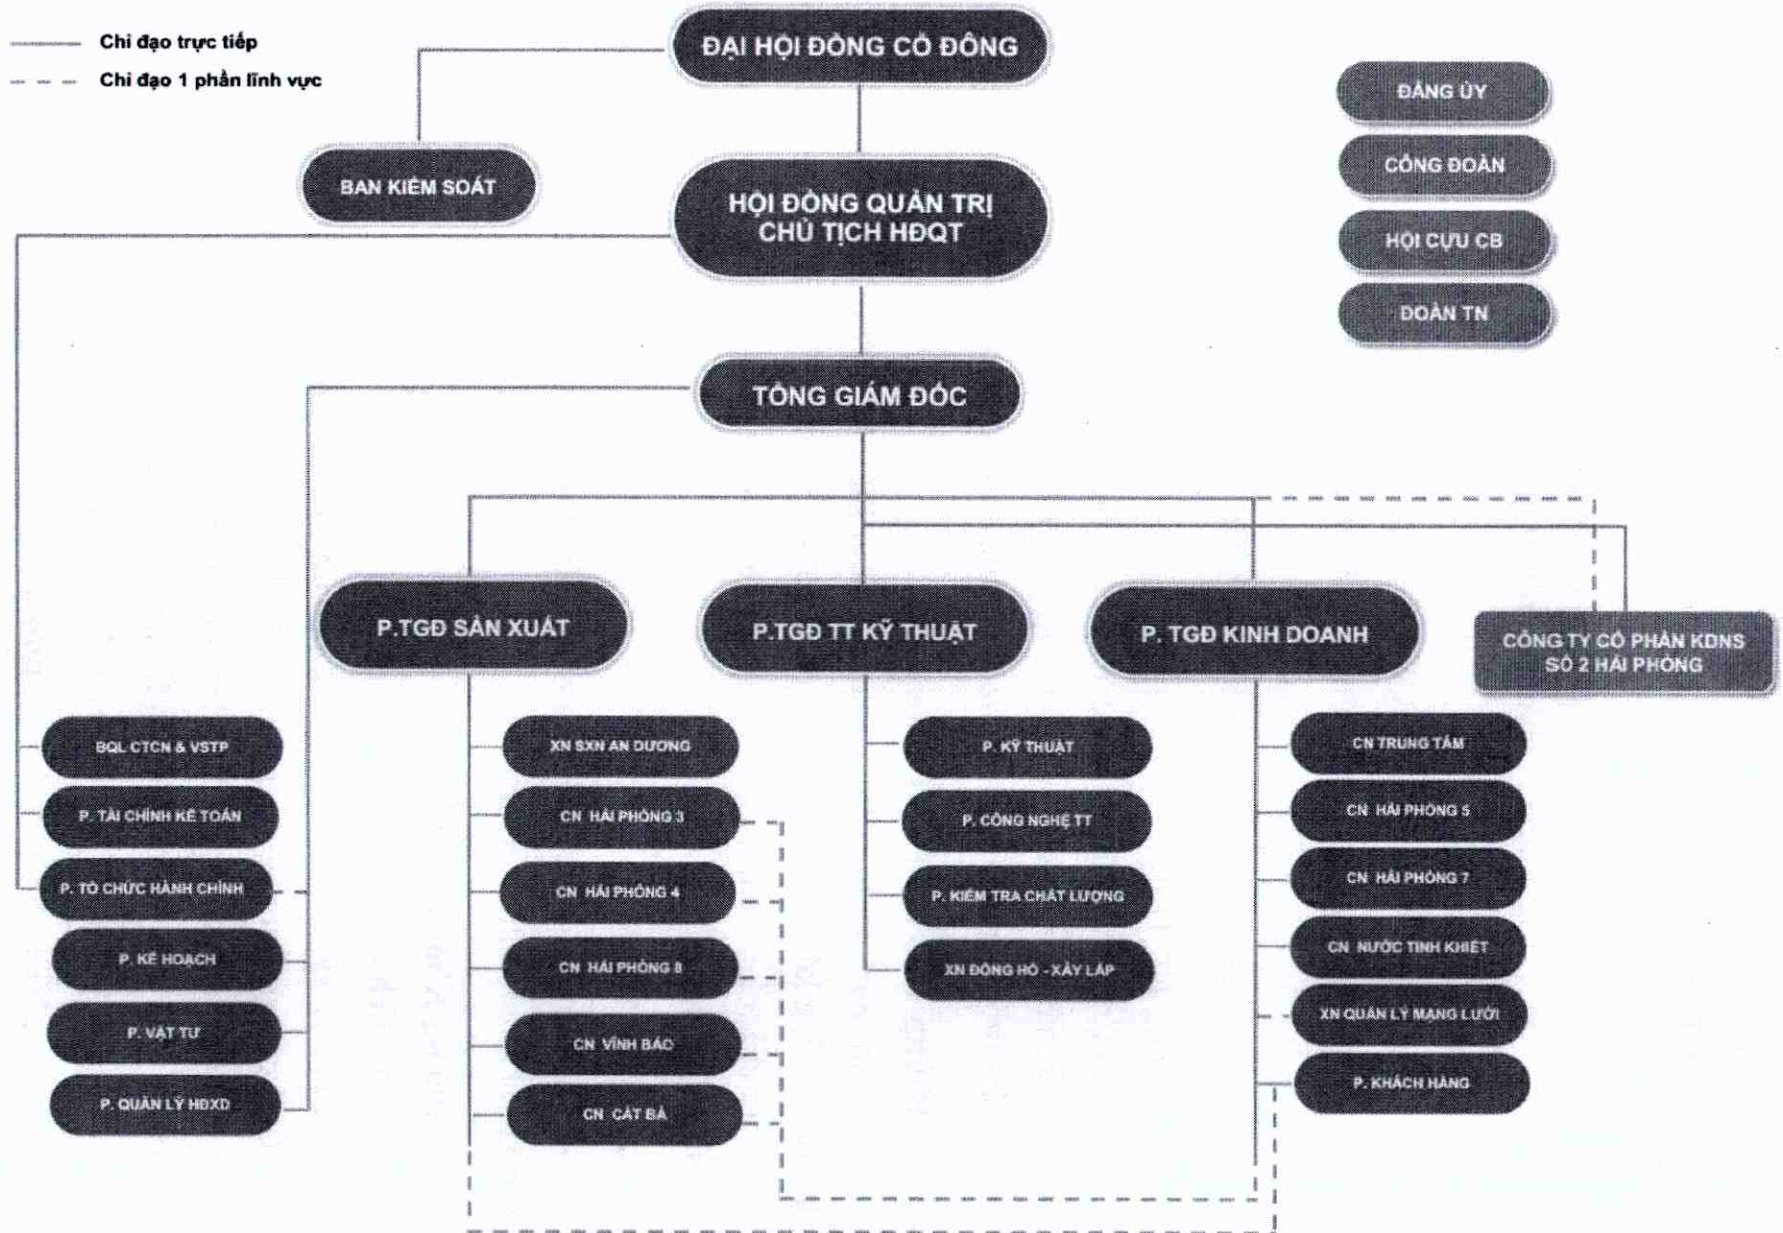 Chỉ đạo trực tiếp
Chỉ đạo 1 phần lĩnh vực
ĐẠI HỘI ĐỒNG CỔ ĐÔNG
BAN KIỂM SOÁT
HỘI ĐỒNG QUẢN TRỊ
CHỦ TỊCH HĐQT
ĐẢNG ỦY
CÔNG ĐOÀN
HỘI CỰU CB
ĐOÀN TN
TỔNG GIÁM ĐỐC
P.TGĐ SẢN XUẤT
P.TGĐ TT KỸ THUẬT
P. TGĐ KINH DOANH
CÔNG TY CỔ PHẦN KDNS
SỐ 2 HẢI PHÒNG
BQL CTCN & VSTP
P. TÀI CHÍNH KẾ TOÁN
P. TỔ CHỨC HÀNH CHÍNH
P. KẾ HOẠCH
P. VẬT TƯ
P. QUẢN LÝ HĐXD
XN SXN AN DƯƠNG
CN HẢI PHÒNG 3
CN HẢI PHÒNG 4
CN HẢI PHÒNG 8
CN VĨNH BẢO
CN CÁT BÀ
P. KỸ THUẬT
P. CÔNG NGHỆ TT
P. KIỂM TRA CHẤT LƯỢNG
XN ĐỒNG HỒ - XÂY LẮP
CN TRUNG TÂM
CN HẢI PHÒNG 5
CN HẢI PHÒNG 7
CN NƯỚC TINH KHIẾT
XN QUẢN LÝ MẠNG LƯỚI
P. KHÁCH HÀNG